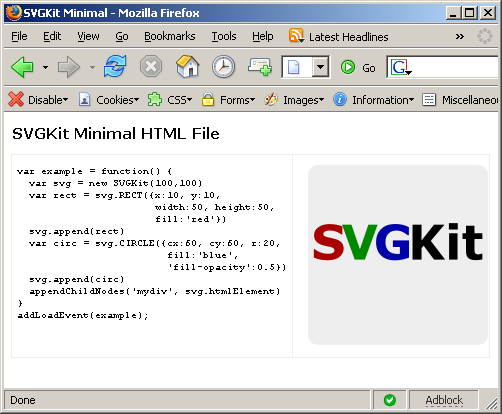 SVGKit Minimal - Mozilla Firefox
File Edit View Go Bookmarks Tools Latest Headlines »
Go G
Disable Cookies CSS Forms Images Information Miscellaneou
SVGKit Minimal HTML File
var example = function() {
var svg = new SVGKit(100,100)
var rect = svg.RECT({x:10, y:10,
width:50, height:50,
fill:'red'})
svg.append(rect)
var circ = svg.CIRCLE({cx:60, cy:60, r:20,
fill:'blue',
'fill-opacity':0.5})
svg.append(circ)
appendChildNodes('mydiv', svg.htmlElement)
}
addLoadEvent(example);
SVGKit
Done Adblock